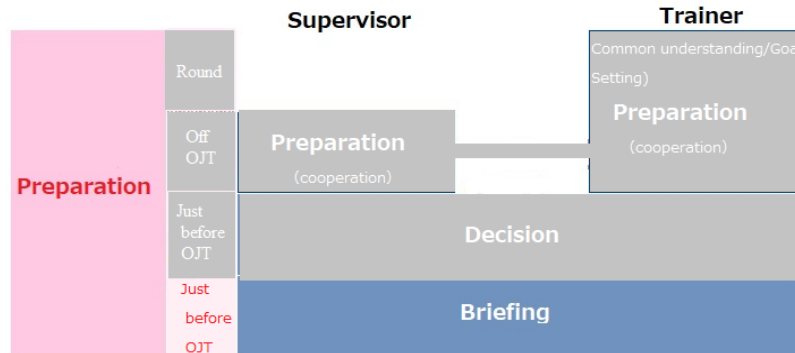 Supervisor
Trainer
Round
Common understanding/Goa
Setting)
Preparation
(cooperation)
Off
OJT
Preparation
(cooperation)
Preparation
Just
before
OJT
Decision
Just
before
OJT
Briefing